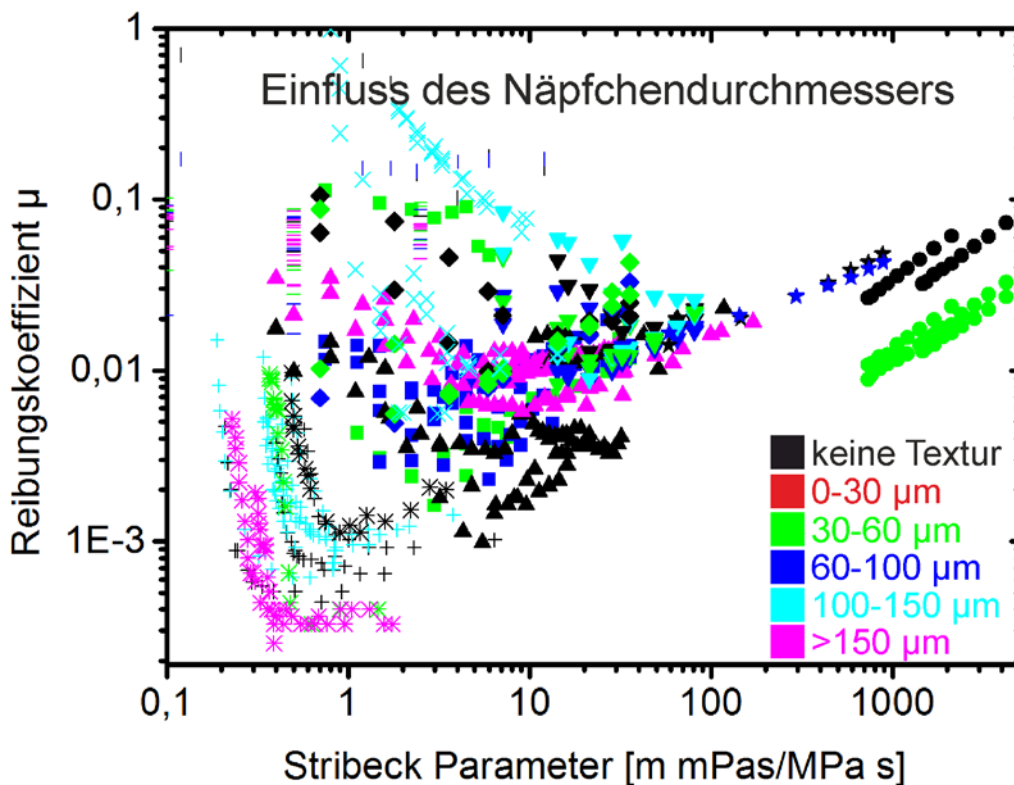 Einfluss des Näpfchendurchmessers
Reibungskoeffizient µ
1
0,1
0,01
1E-3
keine Textur
0-30 µm
30-60 µm
60-100 µm
100-150 µm
>150 µm
0,1 1 10 100 1000
Stribeck Parameter [m mPas/MPa s]